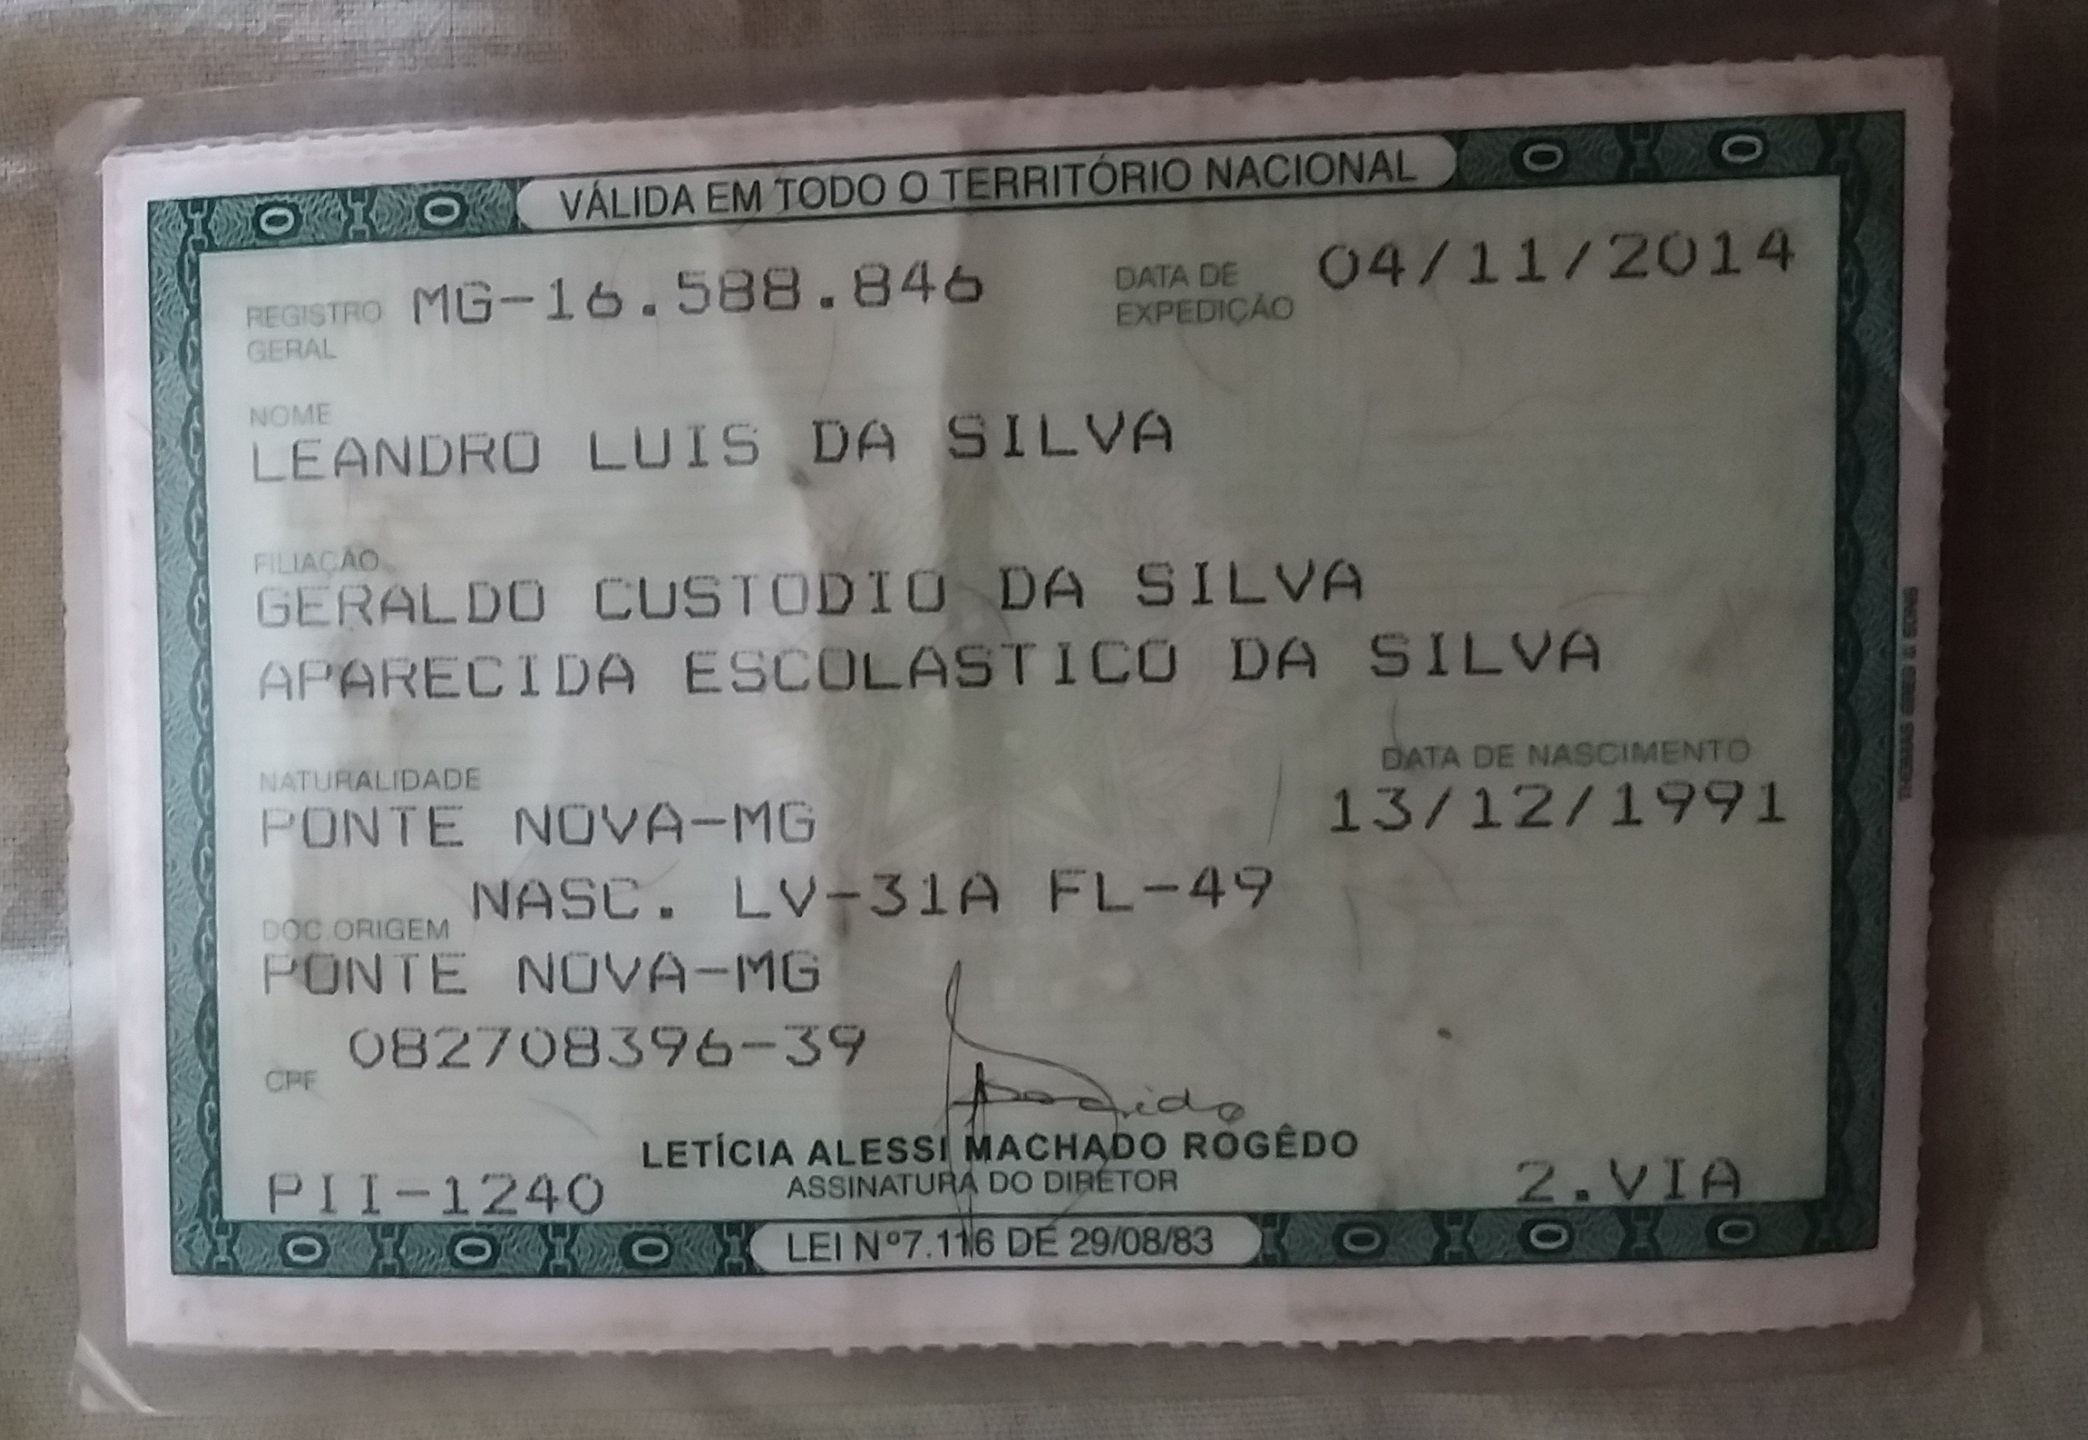 VÁLIDA EM TODO O TERRITÓRIO NACIONAL
REGISTRO GERAL MG-16.588.846 DATA DE EXPEDIÇÃO 04/11/2014
NOME
LEANDRO LUIS DA SILVA
FILIAÇÃO
GERALDO CUSTODIO DA SILVA
APARECIDA ESCOLASTICO DA SILVA
NATURALIDADE DATA DE NASCIMENTO
PONTE NOVA-MG 13/12/1991
DOC.ORIGEM NASC. LV-31A FL-49
PONTE NOVA-MG
CPF 082708396-39
LETÍCIA ALESSI MACHADO ROGÊDO
ASSINATURA DO DIRETOR
PII-1240 2.VIA
LEI Nº7.116 DE 29/08/83